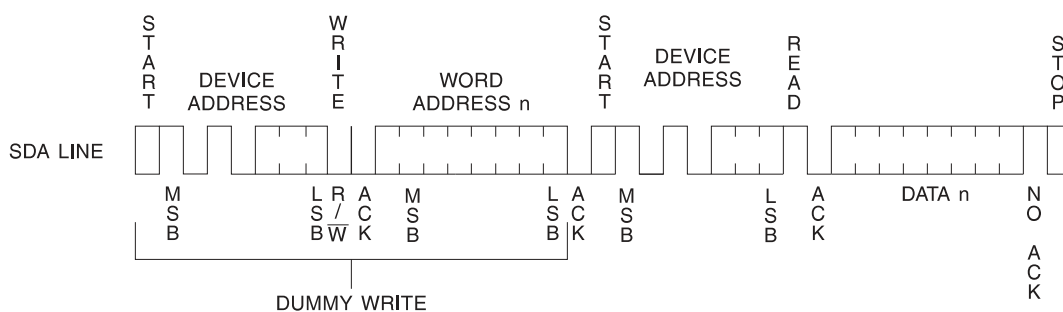 START
WRITE
START
READ
STOP
DEVICE
ADDRESS
WORD
ADDRESS n
DEVICE
ADDRESS
SDA LINE
MSB
LSB
R/W
ACK
MSB
LSB
ACK
MSB
LSB
ACK
DATA n
NO ACK
DUMMY WRITE